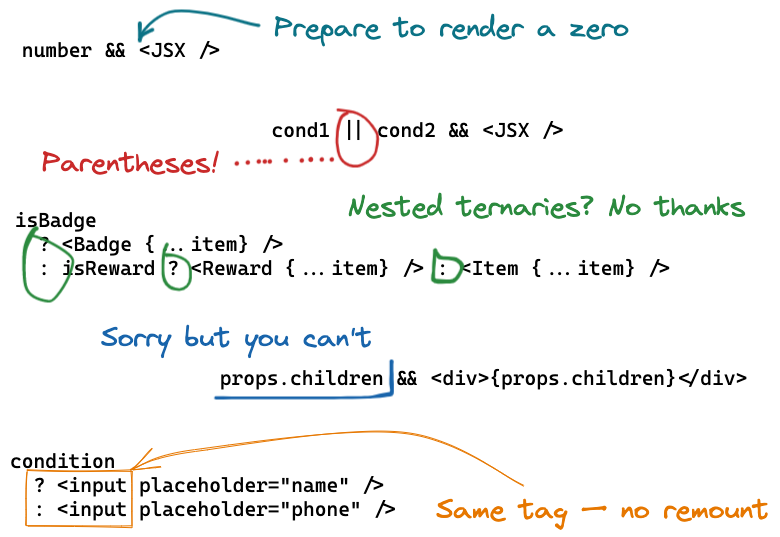 Prepare to render a zero
number && <JSX />
cond1 || cond2 && <JSX />
Parentheses!
Nested ternaries? No thanks
isBadge
? <Badge {...item} />
: isReward ? <Reward {...item} /> : <Item {...item} />
Sorry but you can't
props.children && <div>{props.children}</div>
condition
? <input placeholder="name" />
: <input placeholder="phone" />
Same tag — no remount